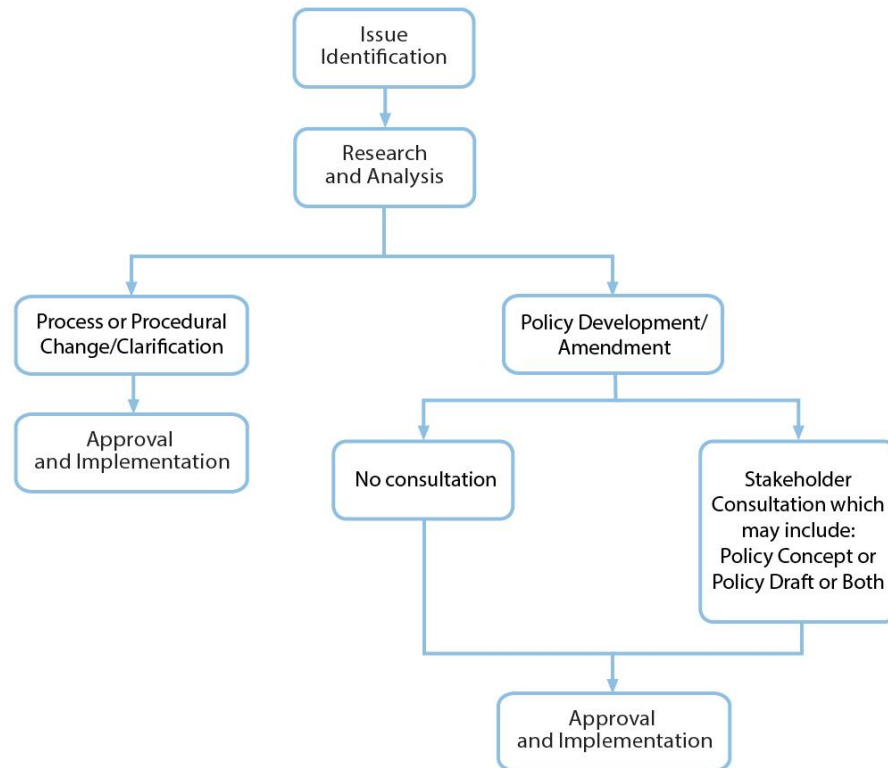 Issue
Identification
Research
and Analysis
Process or Procedural
Change/Clarification
Policy Development/
Amendment
Approval
and Implementation
No consultation
Stakeholder
Consultation which
may include:
Policy Concept or
Policy Draft or Both
Approval
and Implementation